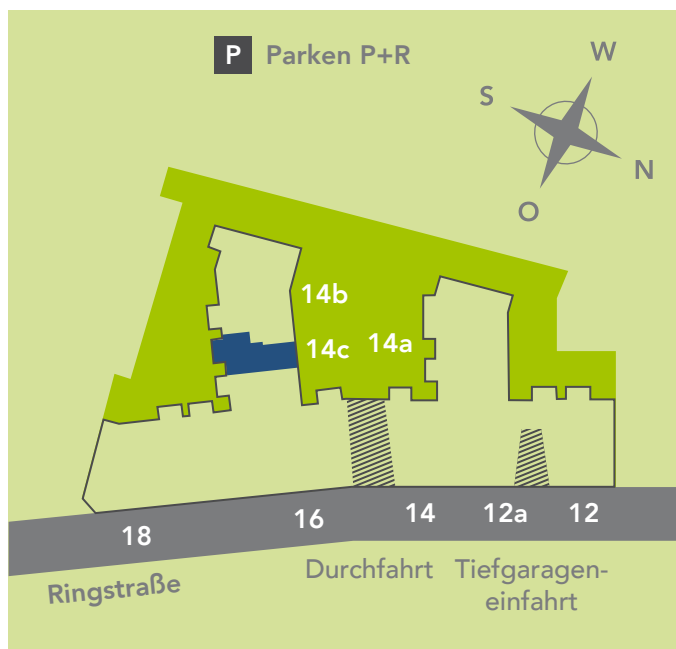 P Parken P+R
W
S
N
O
14b
14c
14a
18
16
14
12a
12
Ringstraße
Durchfahrt
Tiefgaragen-
einfahrt